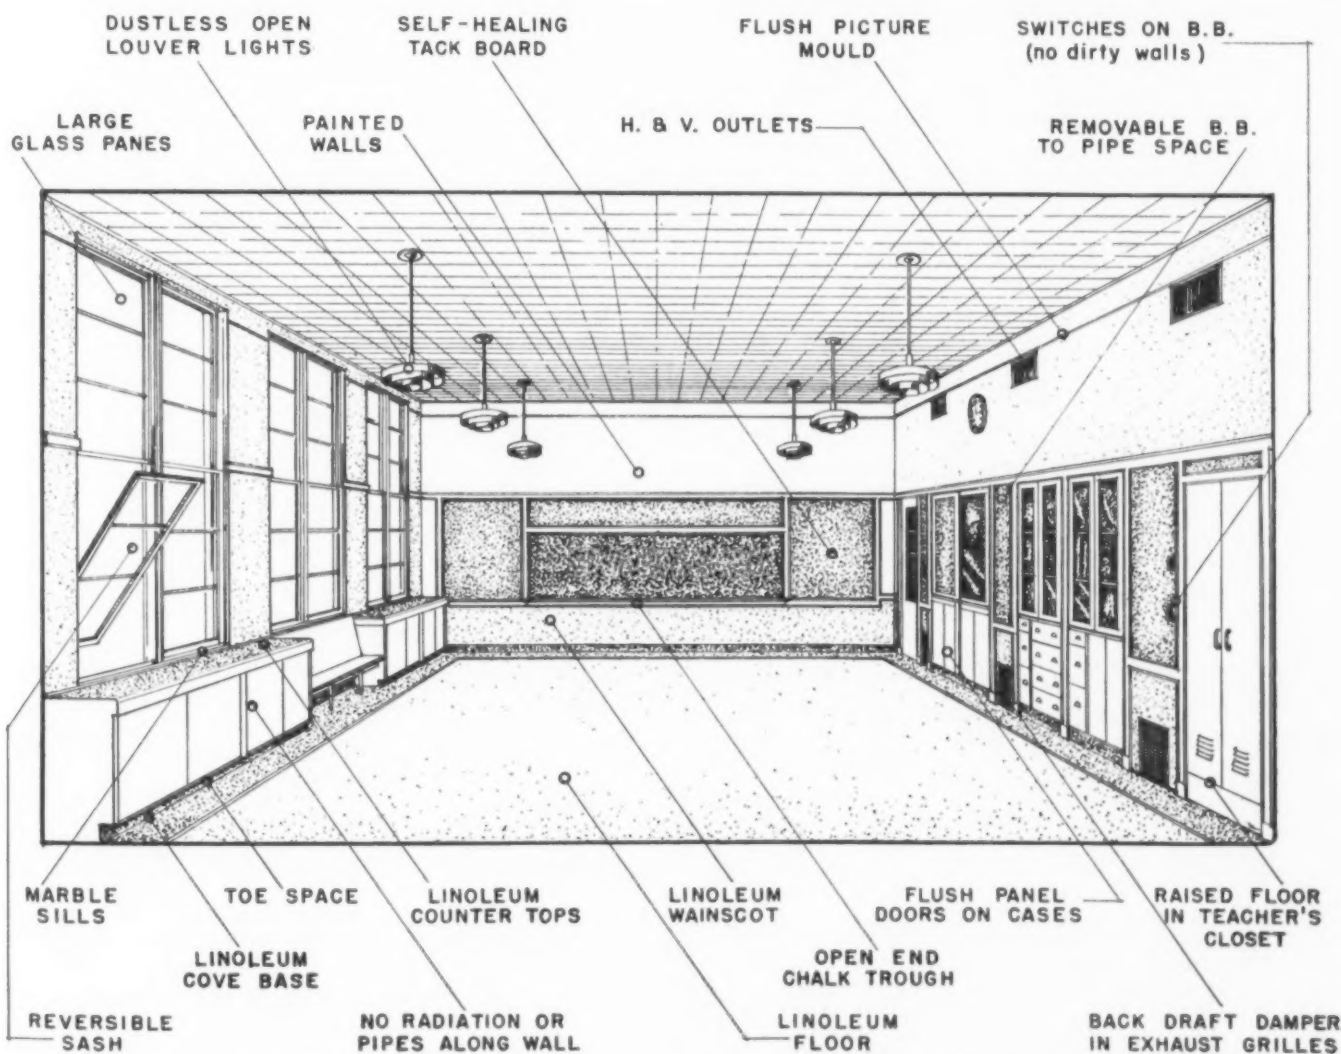 DUSTLESS OPEN
LOUVER LIGHTS
SELF-HEALING
TACK BOARD
FLUSH PICTURE
MOULD
SWITCHES ON B.B.
(no dirty walls)
LARGE
GLASS PANES
PAINTED
WALLS
H. & V. OUTLETS
REMOVABLE B.B.
TO PIPE SPACE
MARBLE
SILLS
TOE SPACE
LINOLEUM
COUNTER TOPS
LINOLEUM
WAINSCOT
FLUSH PANEL
DOORS ON CASES
RAISED FLOOR
IN TEACHER'S
CLOSET
LINOLEUM
COVE BASE
OPEN END
CHALK TROUGH
REVERSIBLE
SASH
NO RADIATION OR
PIPES ALONG WALL
LINOLEUM
FLOOR
BACK DRAFT DAMPER
IN EXHAUST GRILLES